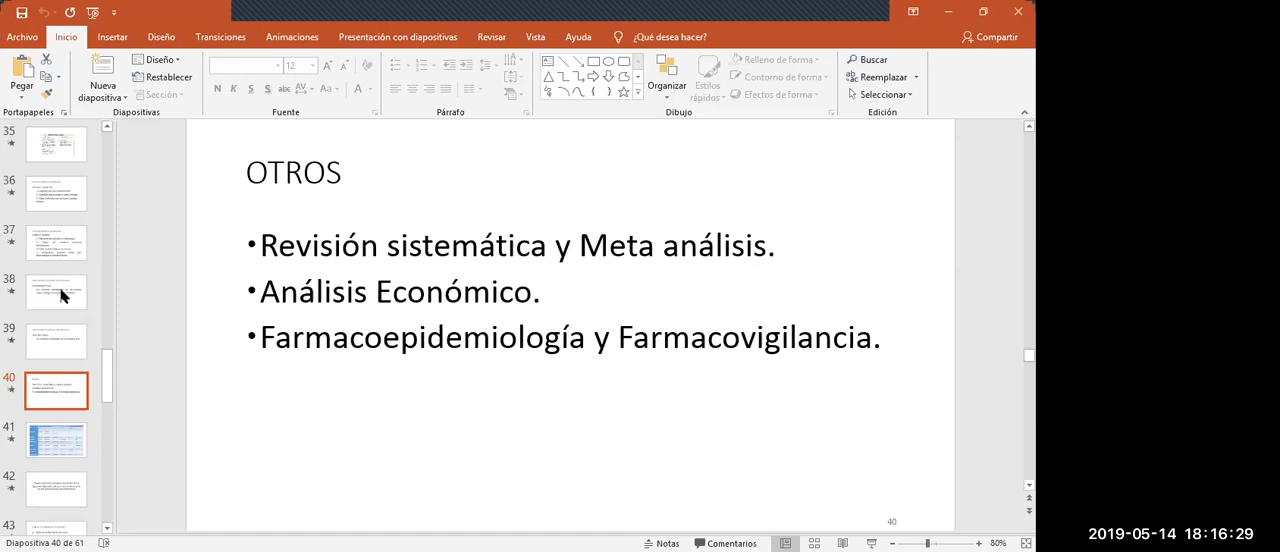 Archivo Inicio Insertar Diseño Transiciones Animaciones Presentación con diapositivas Revisar Vista Ayuda ¿Qué desea hacer? Compartir
Pegar
Nueva
diapositiva
Diseño
Restablecer
Sección
12
N K S S abc AV Aa A
Organizar
Estilos
rápidos
Relleno de forma
Contorno de forma
Efectos de forma
Buscar
Reemplazar
Seleccionar
Portapapeles Diapositivas Fuente Párrafo Dibujo Edición
35
36
37
38
39
40
41
42
43
OTROS
•Revisión sistemática y Meta análisis.
•Análisis Económico.
•Farmacoepidemiología y Farmacovigilancia.
40
Diapositiva 40 de 61 Notas Comentarios 80%
2019-05-14 18:16:29